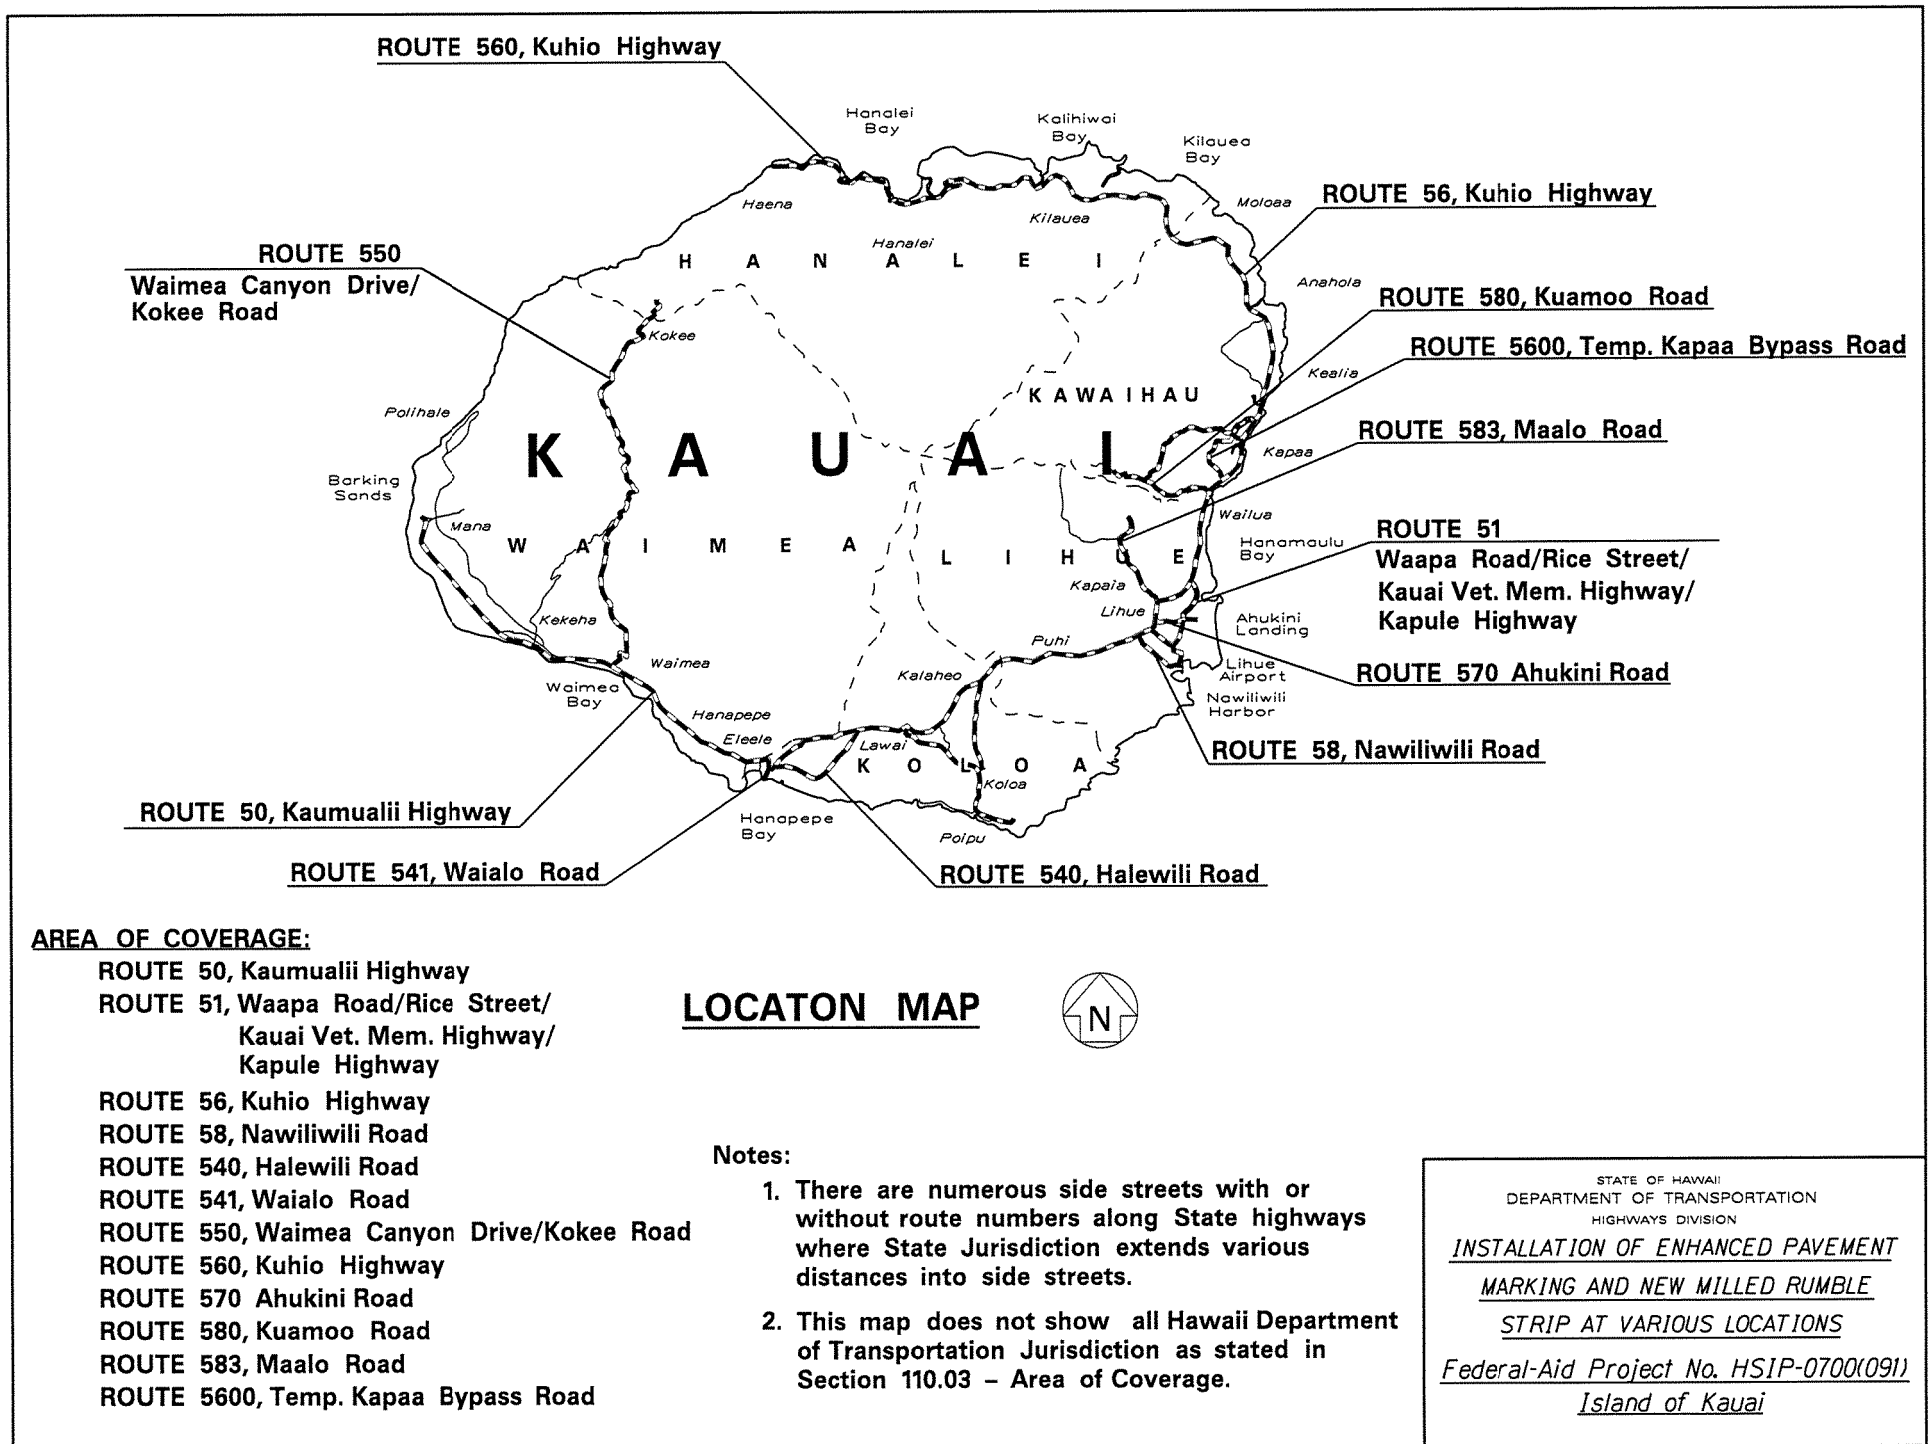 ROUTE 560, Kuhio Highway
Hanalei
Bay
Kalihiwai
Bay
Kilauea
Bay
ROUTE 56, Kuhio Highway
Moloaa
Haena
Kilauea
Hanalei
HANALEI
ROUTE 550
Waimea Canyon Drive/
Kokee Road
Anahola
ROUTE 580, Kuamoo Road
Kokee
ROUTE 5600, Temp. Kapaa Bypass Road
Kealia
KAWAIHAU
Polihale
ROUTE 583, Maalo Road
KAUAI
Kapaa
Barking
Sands
Mana
Wailua
ROUTE 51
Waapa Road/Rice Street/
Kauai Vet. Mem. Highway/
Kapule Highway
WAIMEA
LIHUE
Hanamaulu
Bay
Kapaia
Lihue
Kekeha
Ahukini
Landing
Puhi
Waimea
Kalaheo
Lihue
Airport
ROUTE 570 Ahukini Road
Waimea
Bay
Nawiliwili
Harbor
Hanapepe
Eleele
Lawai
ROUTE 58, Nawiliwili Road
KOLOA
Koloa
ROUTE 50, Kaumualii Highway
Hanapepe
Bay
Poipu
ROUTE 541, Waialo Road
ROUTE 540, Halewili Road
AREA OF COVERAGE:
ROUTE 50, Kaumualii Highway
ROUTE 51, Waapa Road/Rice Street/
Kauai Vet. Mem. Highway/
Kapule Highway
ROUTE 56, Kuhio Highway
ROUTE 58, Nawiliwili Road
ROUTE 540, Halewili Road
ROUTE 541, Waialo Road
ROUTE 550, Waimea Canyon Drive/Kokee Road
ROUTE 560, Kuhio Highway
ROUTE 570 Ahukini Road
ROUTE 580, Kuamoo Road
ROUTE 583, Maalo Road
ROUTE 5600, Temp. Kapaa Bypass Road
LOCATON MAP
N
Notes:
1. There are numerous side streets with or
without route numbers along State highways
where State Jurisdiction extends various
distances into side streets.
2. This map does not show all Hawaii Department
of Transportation Jurisdiction as stated in
Section 110.03 – Area of Coverage.
STATE OF HAWAII
DEPARTMENT OF TRANSPORTATION
HIGHWAYS DIVISION
INSTALLATION OF ENHANCED PAVEMENT
MARKING AND NEW MILLED RUMBLE
STRIP AT VARIOUS LOCATIONS
Federal-Aid Project No. HSIP-0700(091)
Island of Kauai